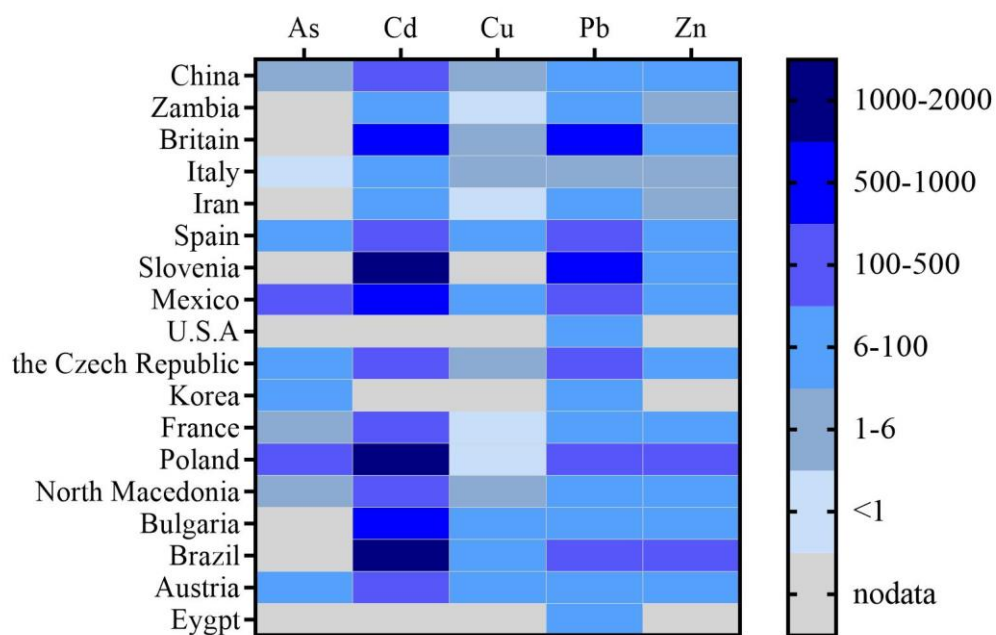 As Cd Cu Pb Zn
China
Zambia
Britain
Italy
Iran
Spain
Slovenia
Mexico
U.S.A
the Czech Republic
Korea
France
Poland
North Macedonia
Bulgaria
Brazil
Austria
Eygpt
1000-2000
500-1000
100-500
6-100
1-6
<1
nodata